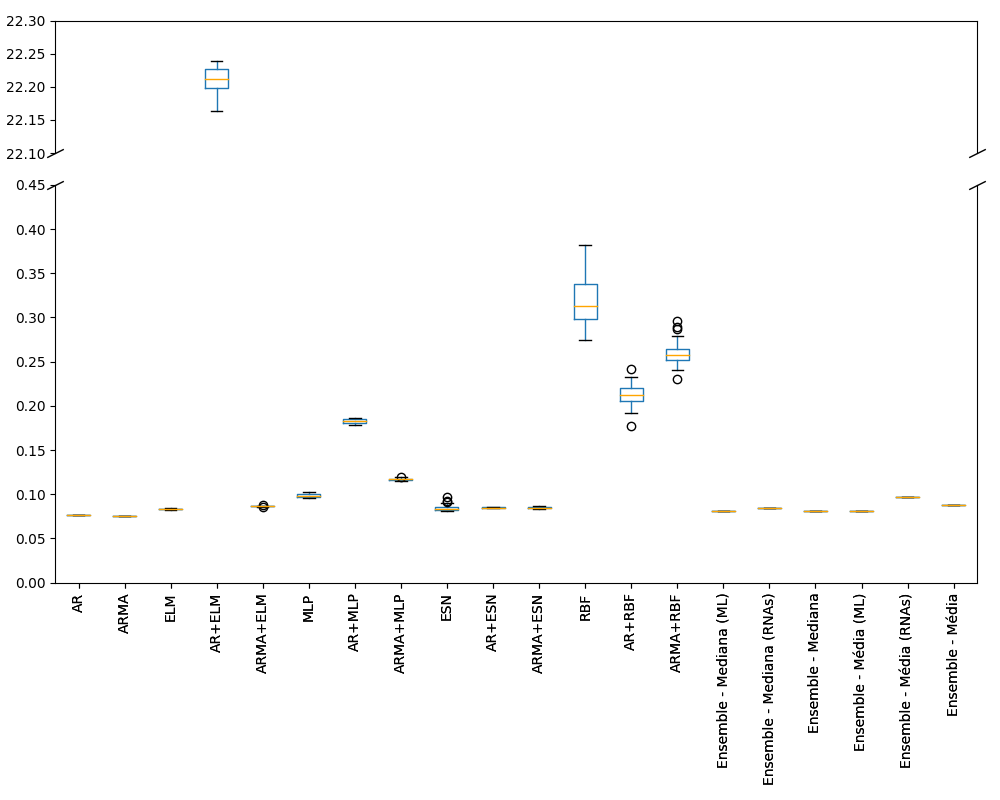 22.30
22.25
22.20
22.15
22.10
0.45
0.40
0.35
0.30
0.25
0.20
0.15
0.10
0.05
0.00
AR
ARMA
ELM
AR+ELM
ARMA+ELM
MLP
AR+MLP
ARMA+MLP
ESN
AR+ESN
ARMA+ESN
RBF
AR+RBF
ARMA+RBF
Ensemble - Mediana (ML)
Ensemble - Mediana (RNAs)
Ensemble - Mediana
Ensemble - Média (ML)
Ensemble - Média (RNAs)
Ensemble - Média